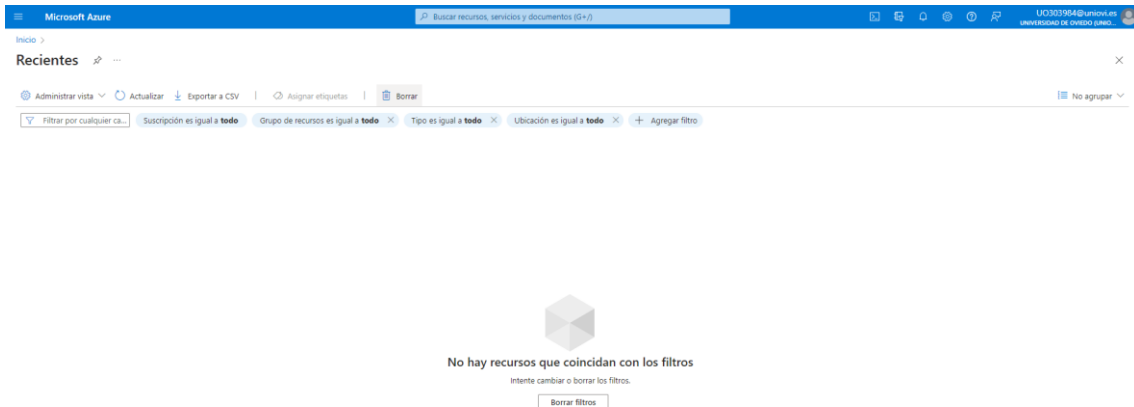 Microsoft Azure
Buscar recursos, servicios y documentos (G+/)
UO303984@uniovi.es
UNIVERSIDAD DE OVIEDO (UNIO...
Inicio >
Recientes ...
Administrar vista Actualizar Exportar a CSV | Asignar etiquetas | Borrar No agrupar
Filtrar por cualquier ca... Suscripción es igual a todo Grupo de recursos es igual a todo × Tipo es igual a todo × Ubicación es igual a todo × + Agregar filtro
No hay recursos que coincidan con los filtros
Intente cambiar o borrar los filtros.
Borrar filtros